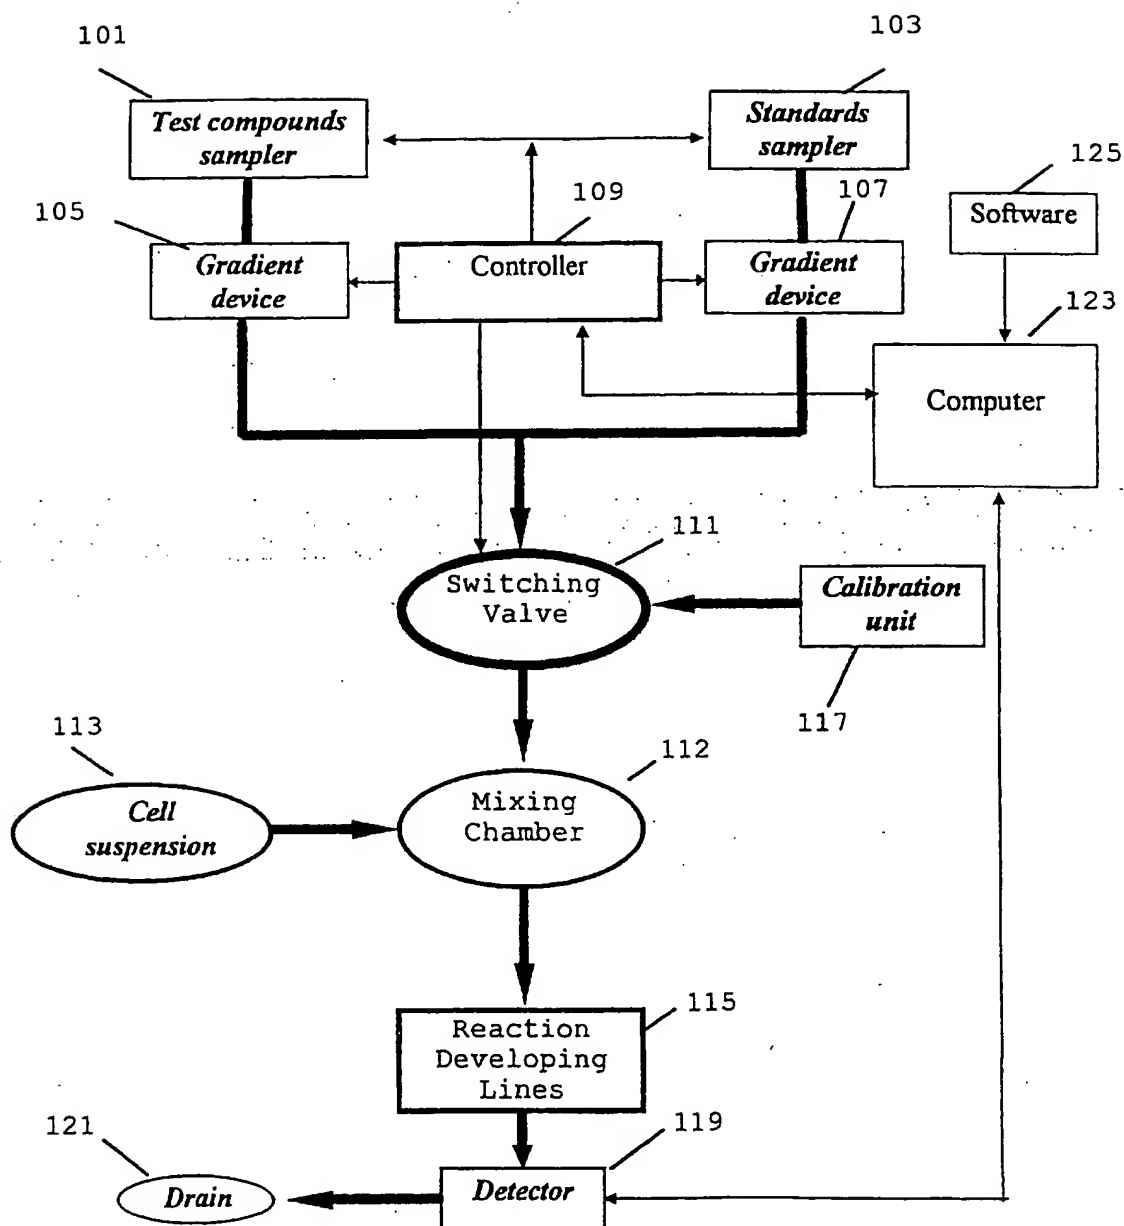 101
103
Test compounds
sampler
Standards
sampler
125
109
107
105
Software
Gradient
device
Controller
Gradient
device
123
Computer
111
Switching
Valve
Calibration
unit
117
113
112
Cell
suspension
Mixing
Chamber
115
Reaction
Developing
Lines
121
119
Drain
Detector